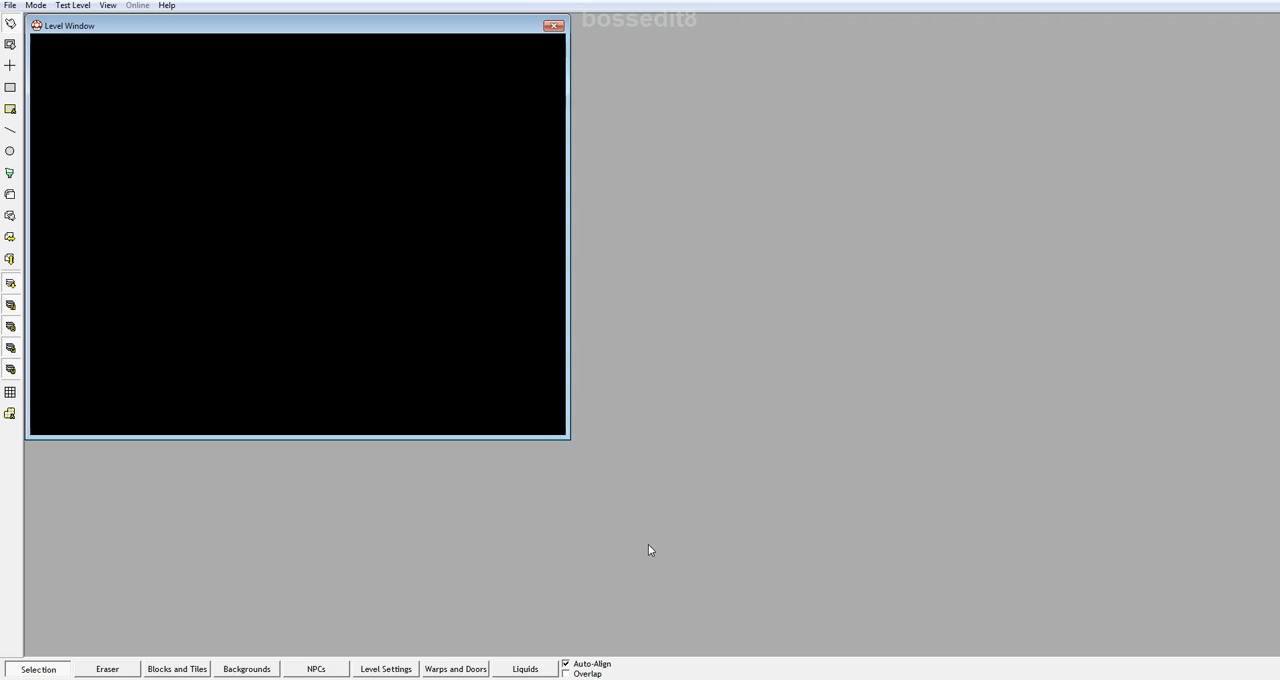 File Mode Test Level View Online Help
bossedit8
Level Window
Selection Eraser Blocks and Tiles Backgrounds NPCs Level Settings Warps and Doors Liquids Auto-Align
Overlap